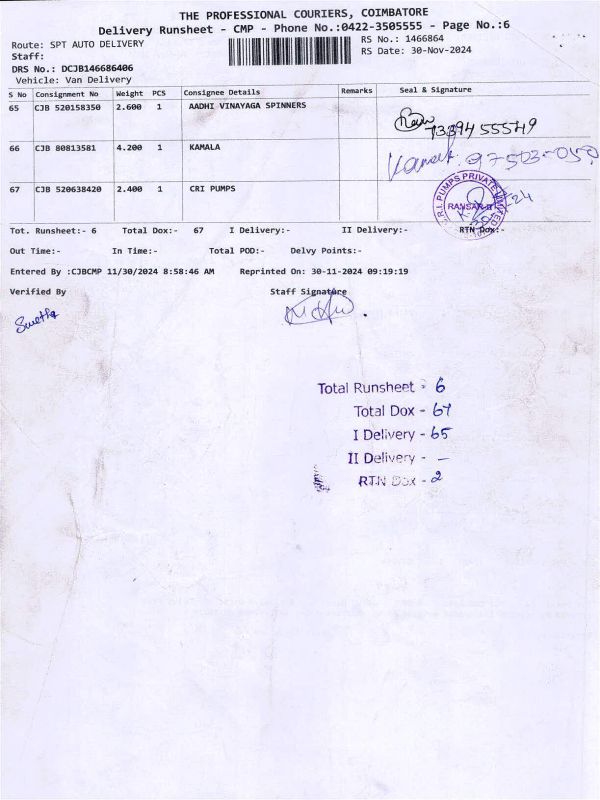 THE PROFESSIONAL COURIERS, COIMBATORE
Delivery Runsheet - CMP - Phone No.:0422-3505555 - Page No.:6
Route: SPT AUTO DELIVERY
RS No.: 1466864
Staff:
RS Date: 30-Nov-2024
DRS No.: DCJB146686406
Vehicle: Van Delivery
S No Consignment No Weight PCS Consignee Details Remarks Seal & Signature
65 CJB 520158350 2.600 1 AADHI VINAYAGA SPINNERS
66 CJB 80813581 4.200 1 KAMALA
67 CJB 520638420 2.400 1 CRI PUMPS
C.R.I. PUMPS PRIVATE LIMITED
Tot. Runsheet:- 6 Total Dox:- 67 I Delivery:- II Delivery:- RTN Dox:-
Out Time:- In Time:- Total POD:- Delvy Points:-
Entered By :CJBCMP 11/30/2024 8:58:46 AM Reprinted On: 30-11-2024 09:19:19
Verified By Staff Signature
Swetha
Total Runsheet - 6
Total Dox - 67
I Delivery - 65
II Delivery - –
RTN Dox - 2